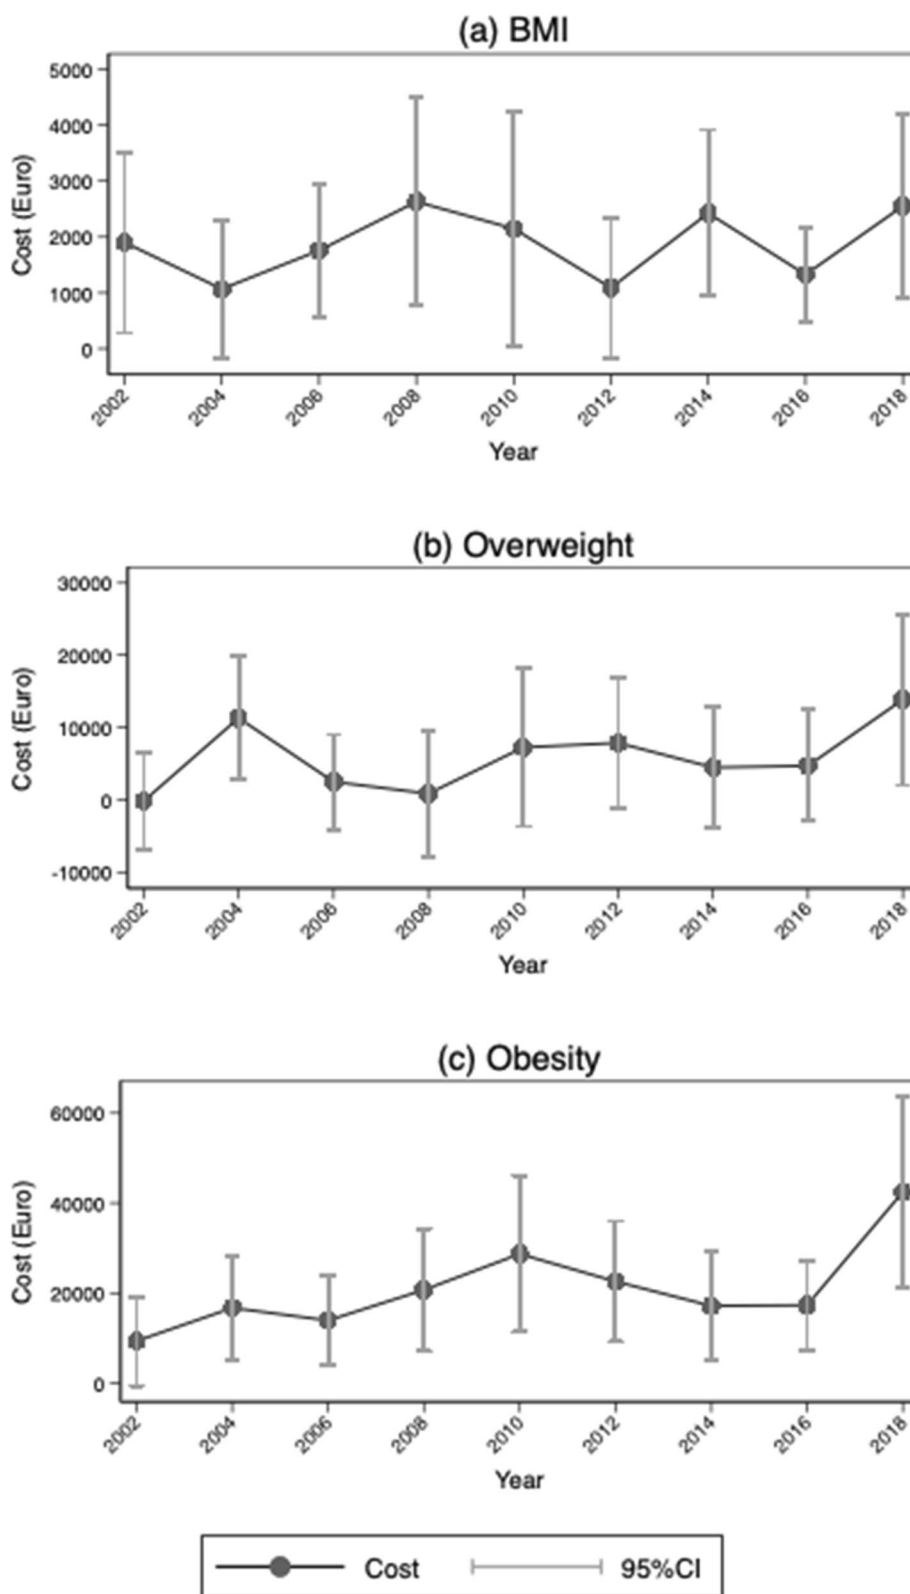 (a) BMI
5000
4000
3000
2000
1000
0
Cost (Euro)
2002 2004 2006 2008 2010 2012 2014 2016 2018
Year
(b) Overweight
30000
20000
10000
0
-10000
Cost (Euro)
2002 2004 2006 2008 2010 2012 2014 2016 2018
Year
(c) Obesity
60000
40000
20000
0
Cost (Euro)
2002 2004 2006 2008 2010 2012 2014 2016 2018
Year
Cost 95%CI